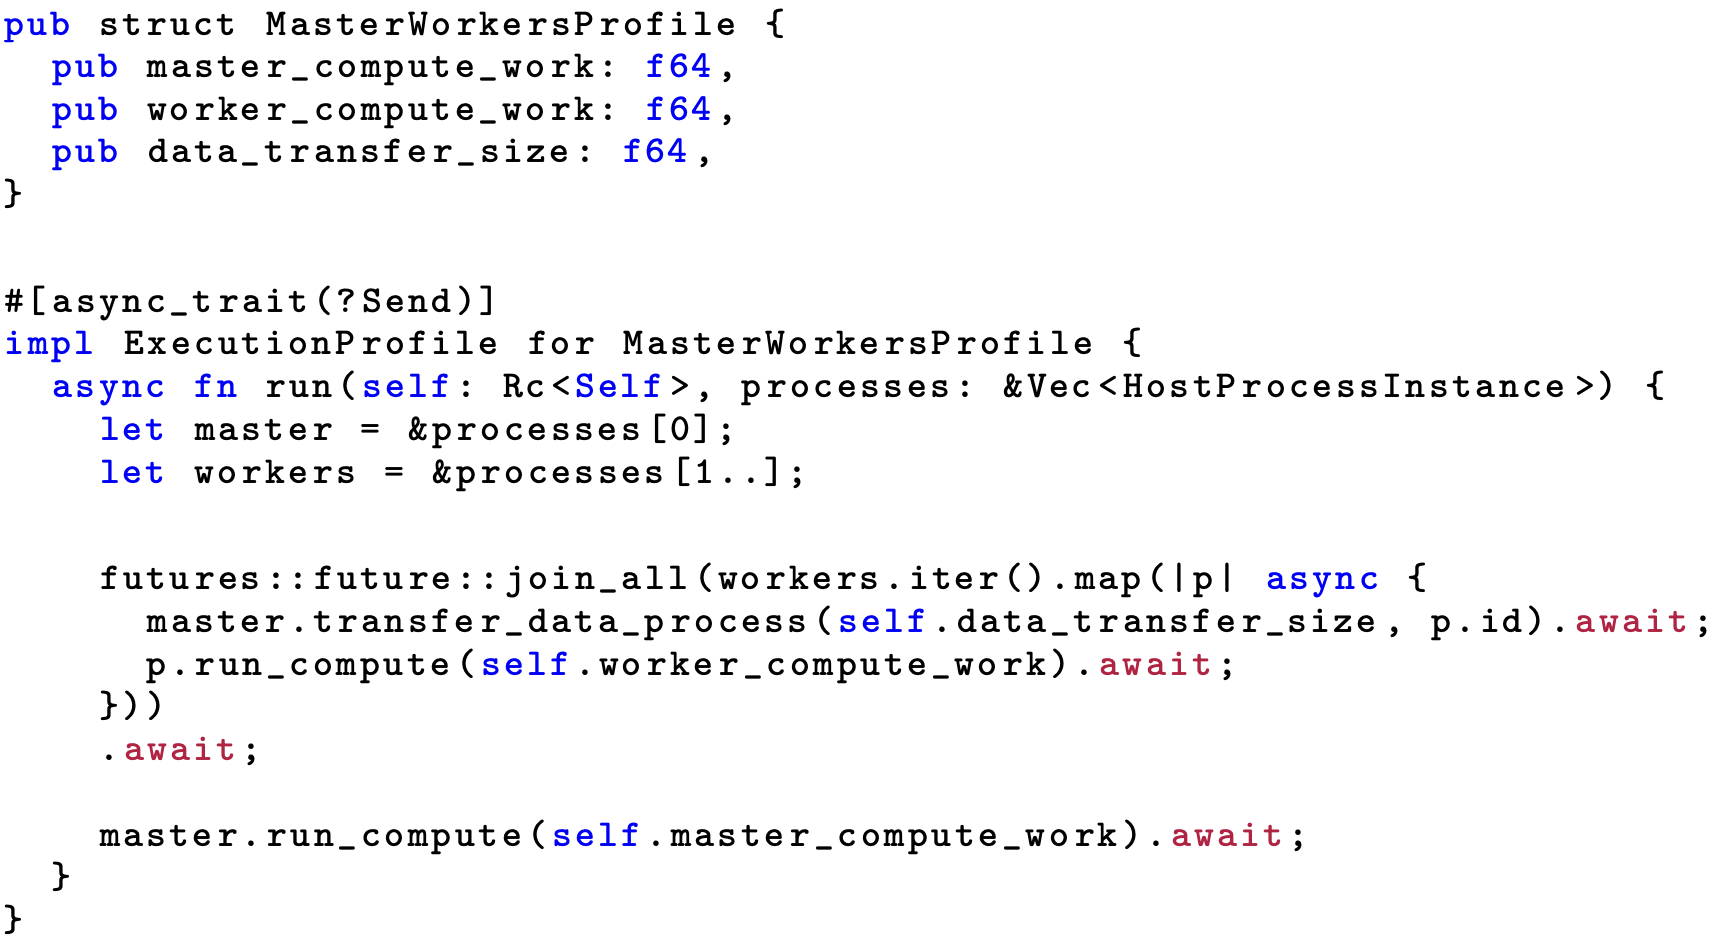 pub struct MasterWorkersProfile {
  pub master_compute_work: f64,
  pub worker_compute_work: f64,
  pub data_transfer_size: f64,
}

#[async_trait(?Send)]
impl ExecutionProfile for MasterWorkersProfile {
  async fn run(self: Rc<Self>, processes: &Vec<HostProcessInstance>) {
    let master = &processes[0];
    let workers = &processes[1..];

    futures::future::join_all(workers.iter().map(|p| async {
      master.transfer_data_process(self.data_transfer_size, p.id).await;
      p.run_compute(self.worker_compute_work).await;
    }))
    .await;

    master.run_compute(self.master_compute_work).await;
  }
}